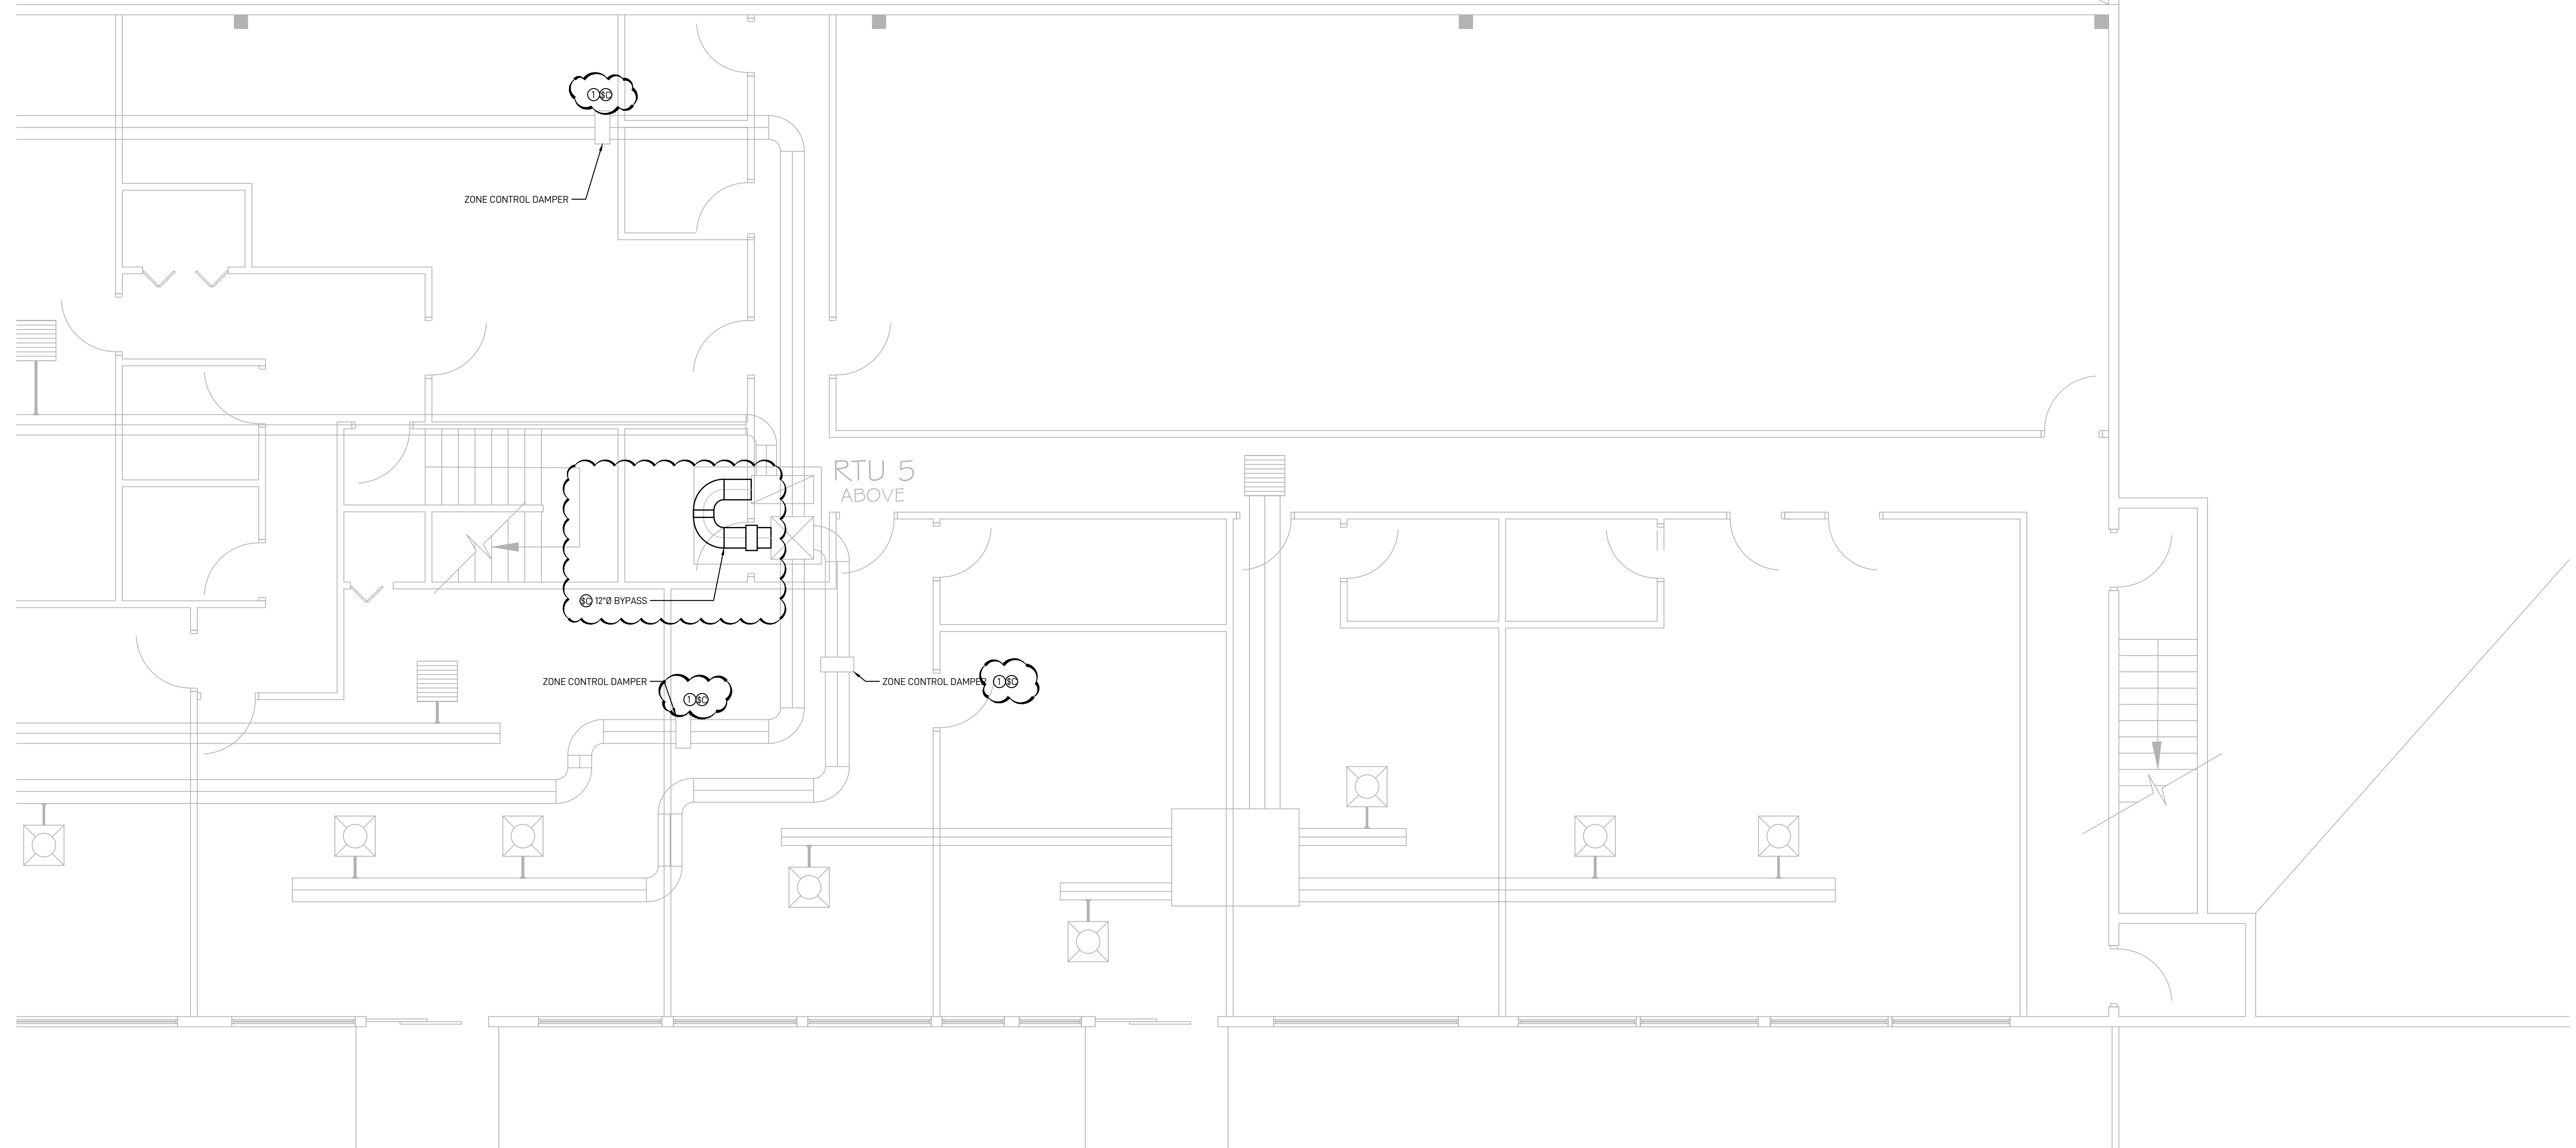 1 SC
ZONE CONTROL DAMPER
RTU 5
ABOVE
SC 12"Ø BYPASS
ZONE CONTROL DAMPER
1 SC
ZONE CONTROL DAMPER
1 SC